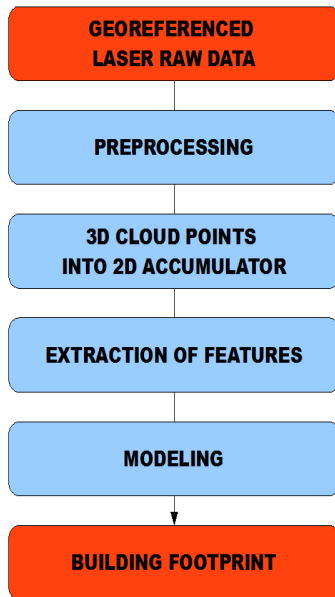 GEOREFERENCED
LASER RAW DATA
PREPROCESSING
3D CLOUD POINTS
INTO 2D ACCUMULATOR
EXTRACTION OF FEATURES
MODELING
BUILDING FOOTPRINT